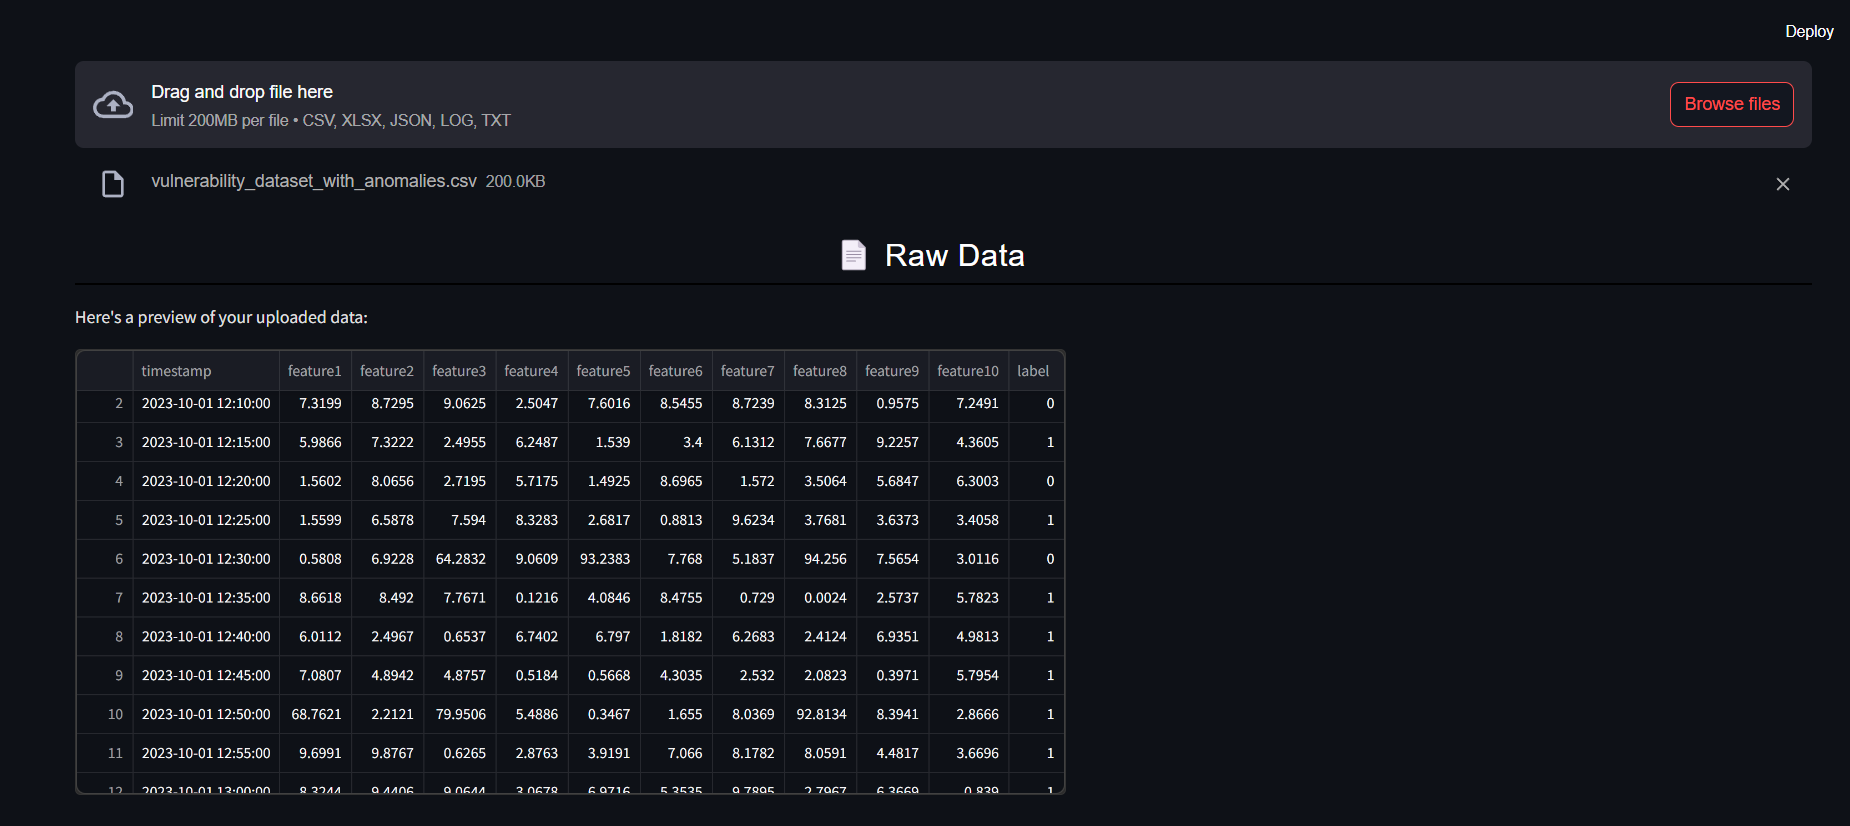 Deploy
Drag and drop file here
Limit 200MB per file • CSV, XLSX, JSON, LOG, TXT
Browse files
vulnerability_dataset_with_anomalies.csv 200.0KB
Raw Data
Here's a preview of your uploaded data:
timestamp feature1 feature2 feature3 feature4 feature5 feature6 feature7 feature8 feature9 feature10 label
2 2023-10-01 12:10:00 7.3199 8.7295 9.0625 2.5047 7.6016 8.5455 8.7239 8.3125 0.9575 7.2491 0
3 2023-10-01 12:15:00 5.9866 7.3222 2.4955 6.2487 1.539 3.4 6.1312 7.6677 9.2257 4.3605 1
4 2023-10-01 12:20:00 1.5602 8.0656 2.7195 5.7175 1.4925 8.6965 1.572 3.5064 5.6847 6.3003 0
5 2023-10-01 12:25:00 1.5599 6.5878 7.594 8.3283 2.6817 0.8813 9.6234 3.7681 3.6373 3.4058 1
6 2023-10-01 12:30:00 0.5808 6.9228 64.2832 9.0609 93.2383 7.768 5.1837 94.256 7.5654 3.0116 0
7 2023-10-01 12:35:00 8.6618 8.492 7.7671 0.1216 4.0846 8.4755 0.729 0.0024 2.5737 5.7823 1
8 2023-10-01 12:40:00 6.0112 2.4967 0.6537 6.7402 6.797 1.8182 6.2683 2.4124 6.9351 4.9813 1
9 2023-10-01 12:45:00 7.0807 4.8942 4.8757 0.5184 0.5668 4.3035 2.532 2.0823 0.3971 5.7954 1
10 2023-10-01 12:50:00 68.7621 2.2121 79.9506 5.4886 0.3467 1.655 8.0369 92.8134 8.3941 2.8666 1
11 2023-10-01 12:55:00 9.6991 9.8767 0.6265 2.8763 3.9191 7.066 8.1782 8.0591 4.4817 3.6696 1
12 2023-10-01 13:00:00 8.3244 9.4406 9.0644 3.0678 6.9716 5.3535 9.7895 2.7967 6.3669 0.839 1